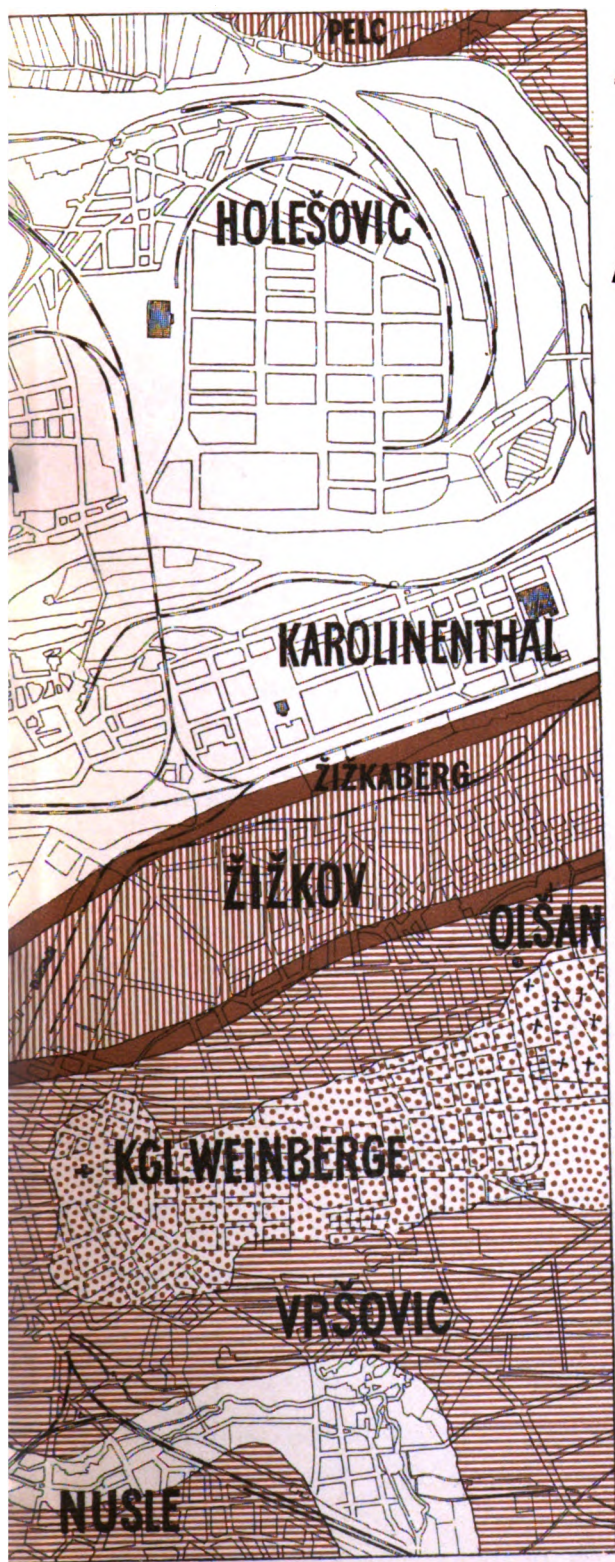 PELC
HOLEŠOVIC
KAROLINENTHAL
ŽIŽKABERG
ŽIŽKOV
OLŠAN
KGL.WEINBERGE
VRŠOVIC
NUSLE